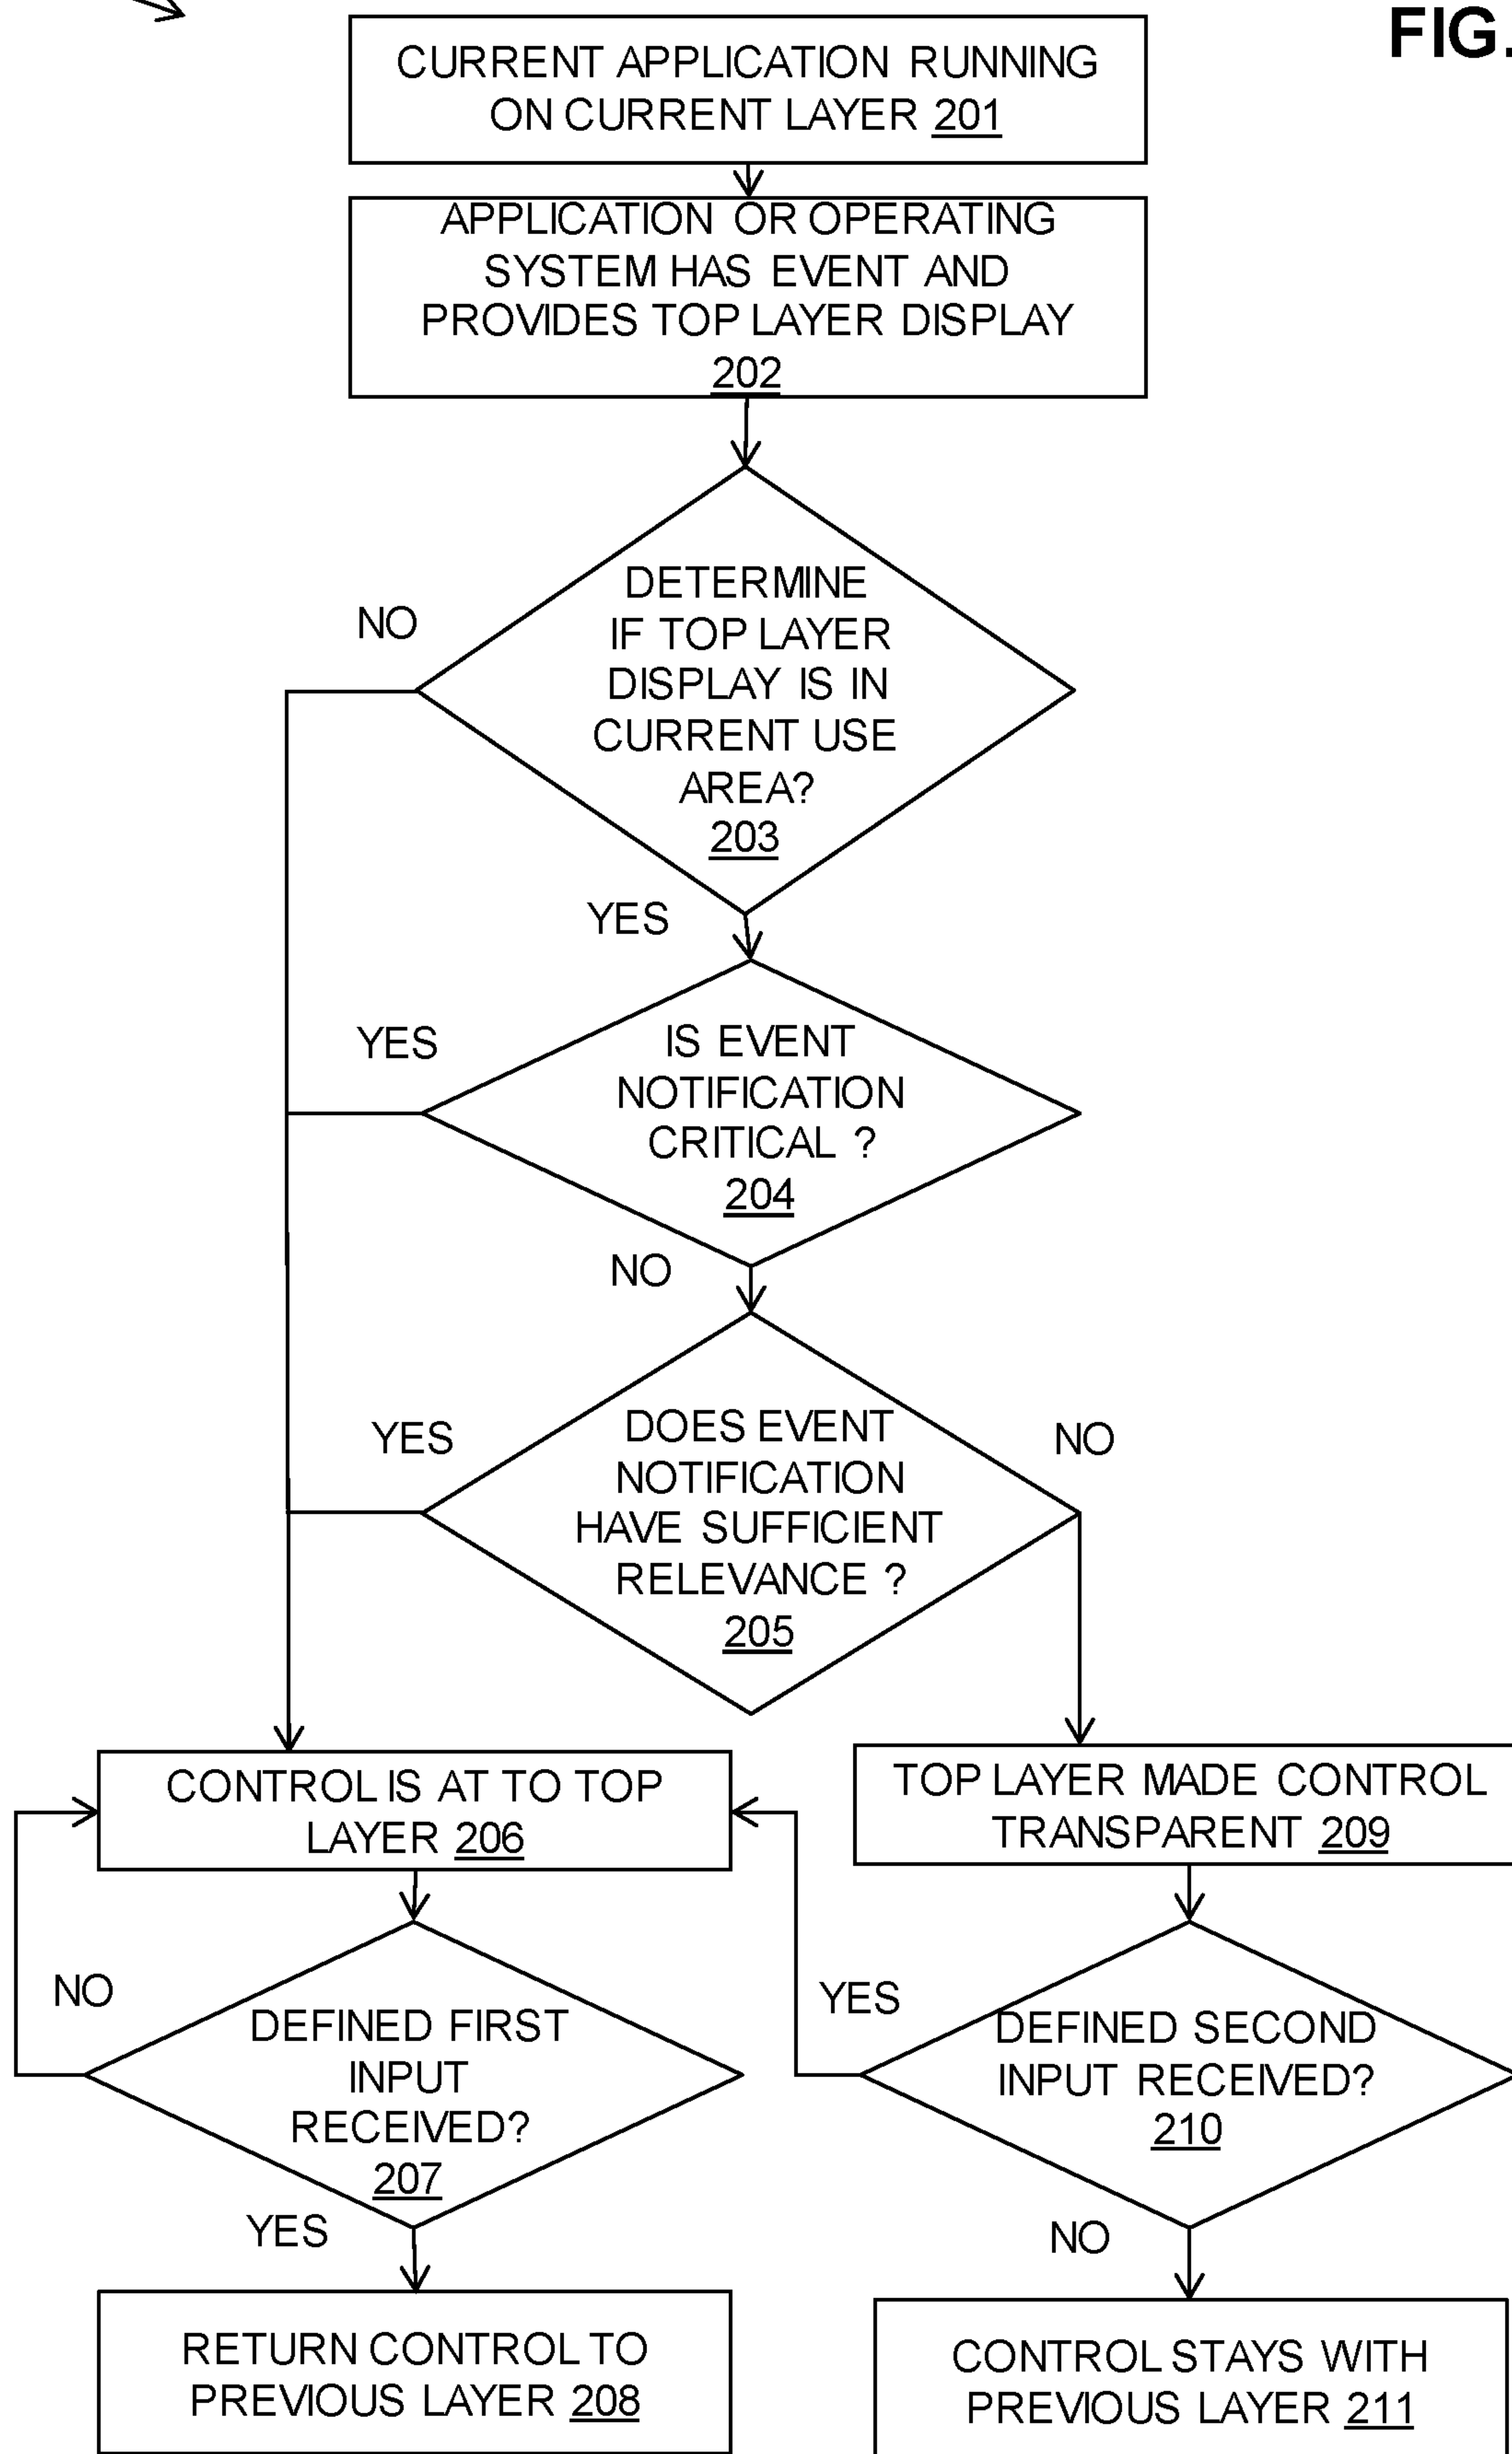 FIG.
CURRENT APPLICATION RUNNING
ON CURRENT LAYER 201
APPLICATION OR OPERATING
SYSTEM HAS EVENT AND
PROVIDES TOP LAYER DISPLAY
202
DETERMINE
IF TOP LAYER
DISPLAY IS IN
CURRENT USE
AREA?
203
NO
YES
IS EVENT
NOTIFICATION
CRITICAL ?
204
YES
NO
DOES EVENT
NOTIFICATION
HAVE SUFFICIENT
RELEVANCE ?
205
YES
NO
CONTROL IS AT TO TOP
LAYER 206
TOP LAYER MADE CONTROL
TRANSPARENT 209
NO
DEFINED FIRST
INPUT
RECEIVED?
207
YES
YES
DEFINED SECOND
INPUT RECEIVED?
210
NO
RETURN CONTROL TO
PREVIOUS LAYER 208
CONTROL STAYS WITH
PREVIOUS LAYER 211